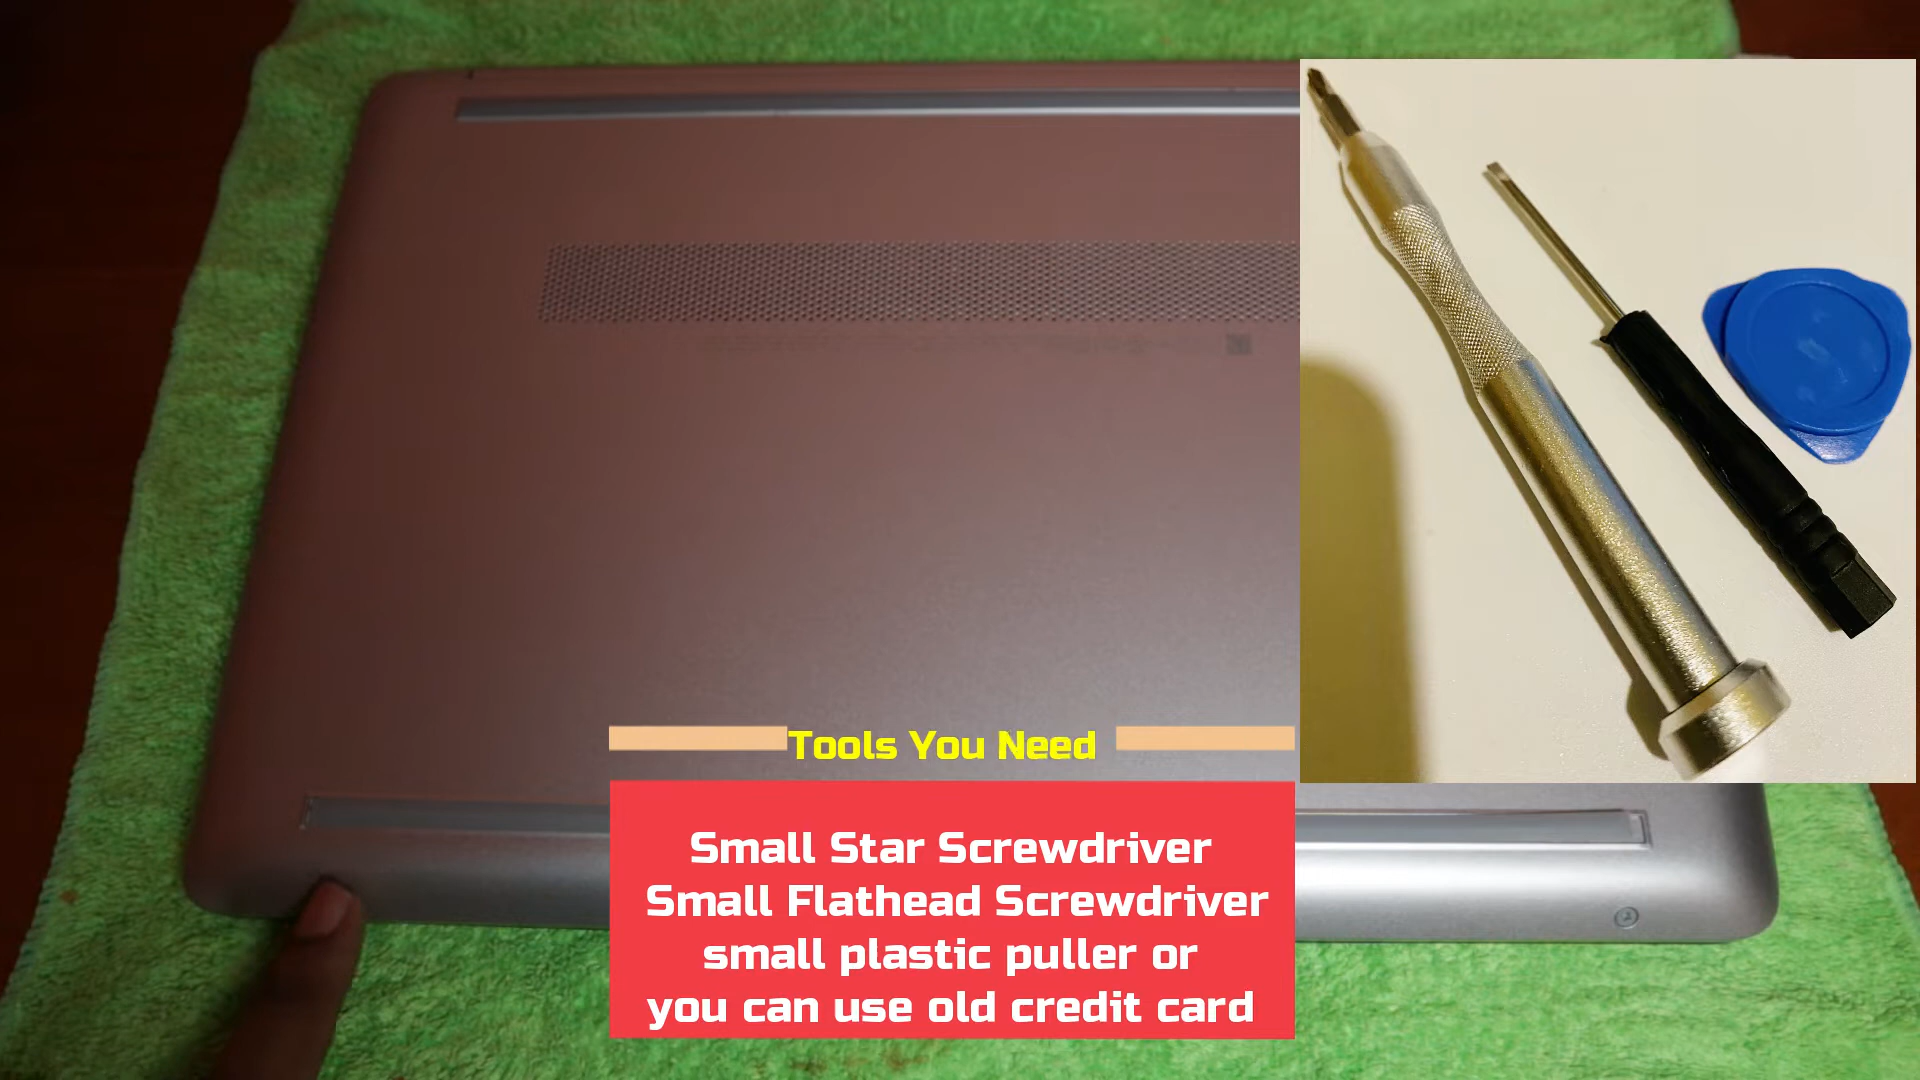 Tools You Need
Small Star Screwdriver
Small Flathead Screwdriver
small plastic puller or
you can use old credit card